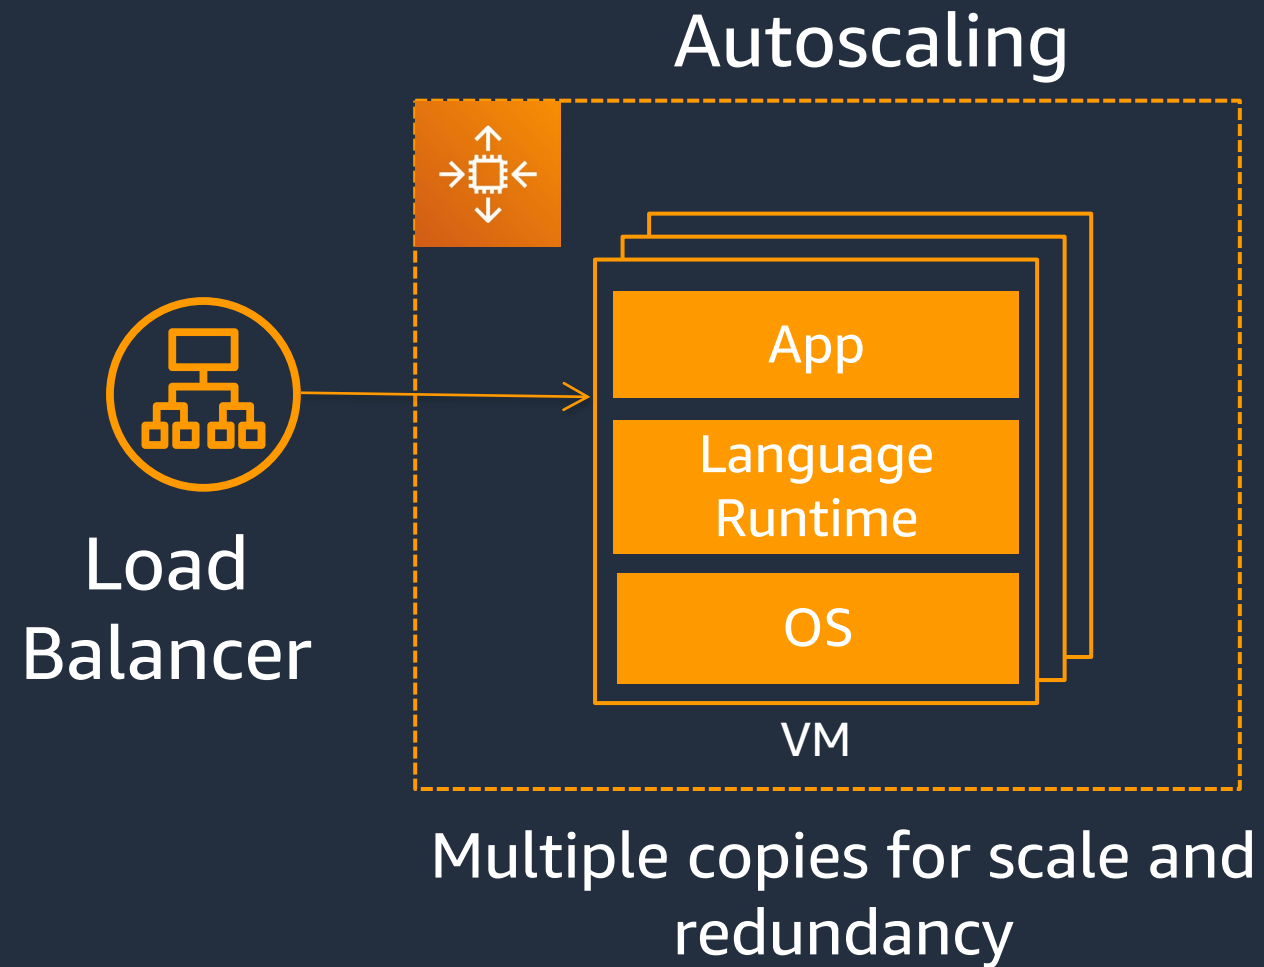 Autoscaling
App
Language
Runtime
OS
VM
Load
Balancer
Multiple copies for scale and
redundancy